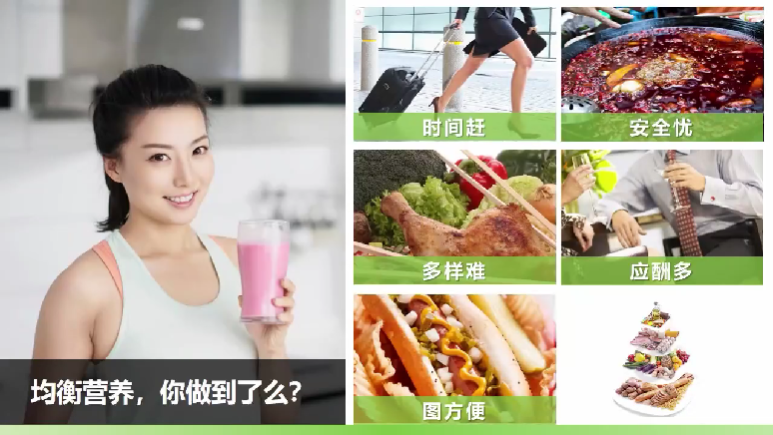 时间赶
安全忧
多样难
应酬多
图方便
均衡营养，你做到了么?